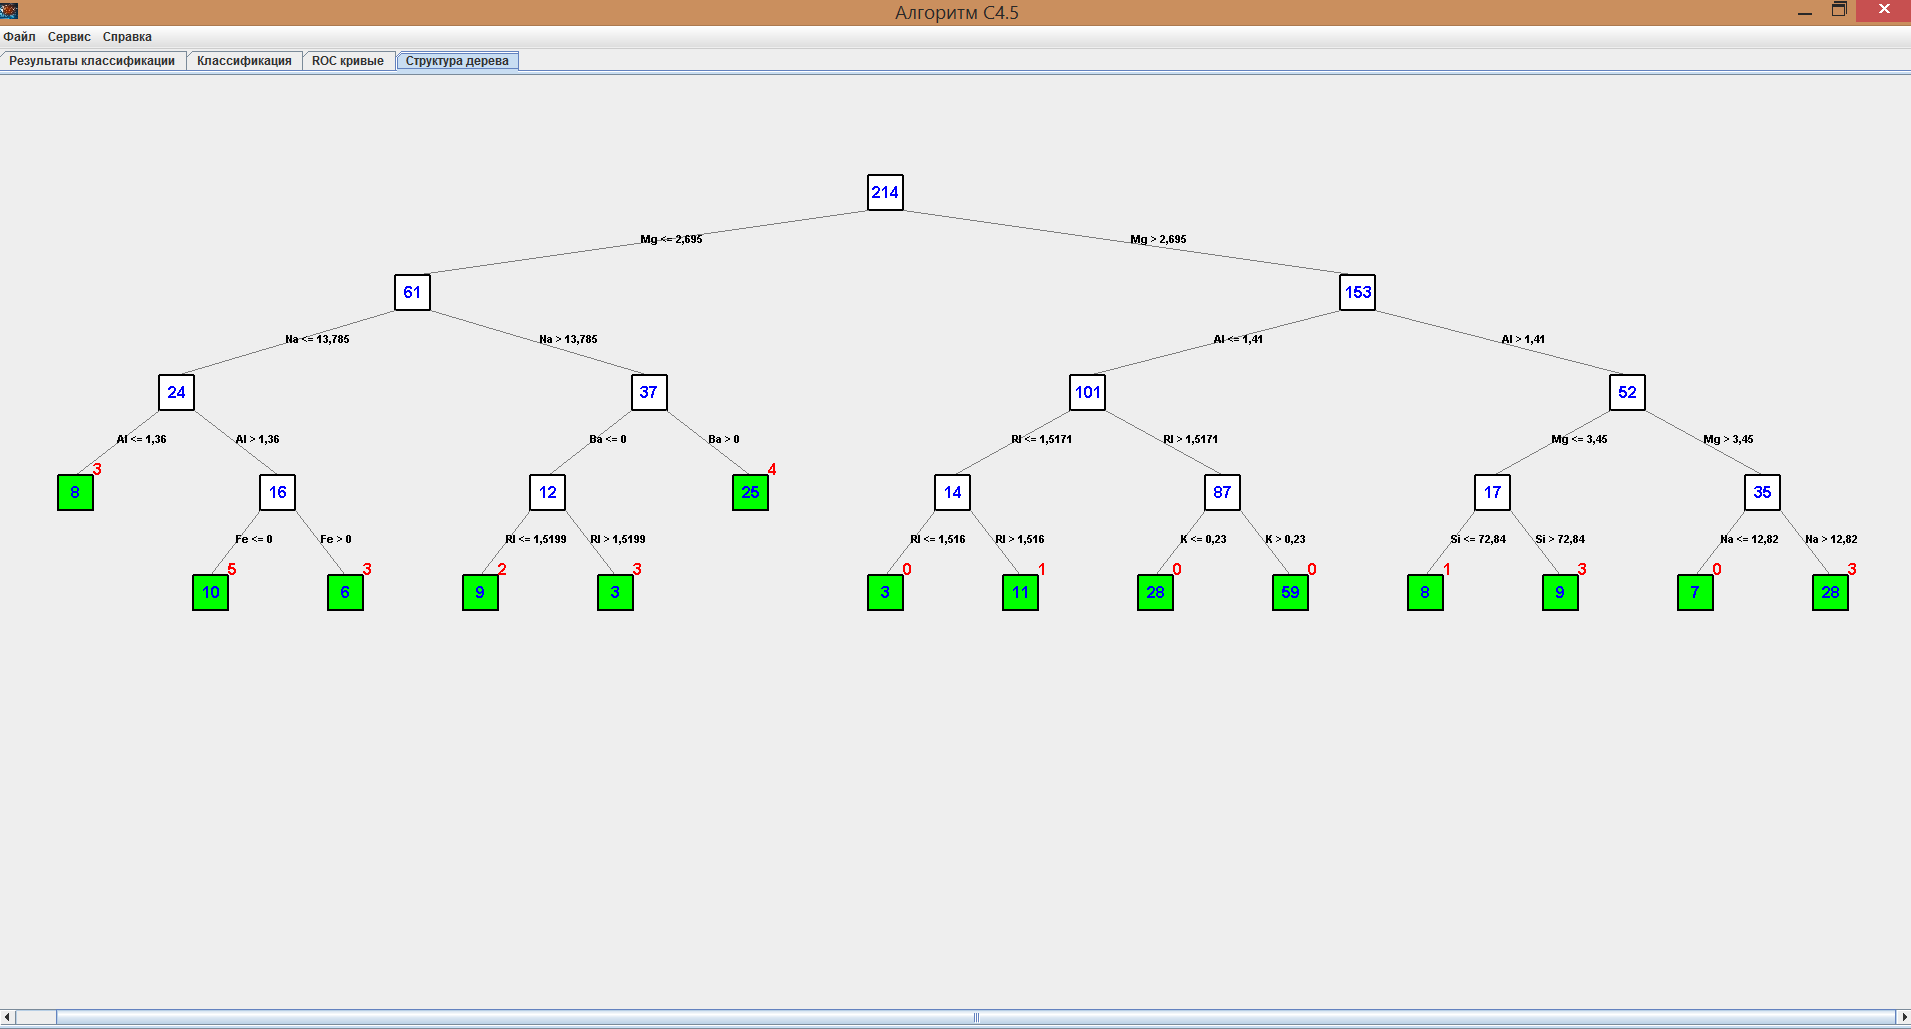 Алгоритм C4.5
Файл Сервис Справка
Результаты классификации Классификация ROC кривые Структура дерева
214
Mg <= 2,695 Mg > 2,695
61 153
Na <= 13,785 Na > 13,785 Al <= 1,41 Al > 1,41
24 37 101 52
Al <= 1,36 Al > 1,36 Ba <= 0 Ba > 0 RI <= 1,5171 RI > 1,5171 Mg <= 3,45 Mg > 3,45
3 4
8 16 12 25 14 87 17 35
Fe <= 0 Fe > 0 RI <= 1,5199 RI > 1,5199 RI <= 1,516 RI > 1,516 K <= 0,23 K > 0,23 Si <= 72,84 Si > 72,84 Na <= 12,82 Na > 12,82
5 3 2 3 0 1 0 0 1 3 0 3
10 6 9 3 3 11 28 59 8 9 7 28